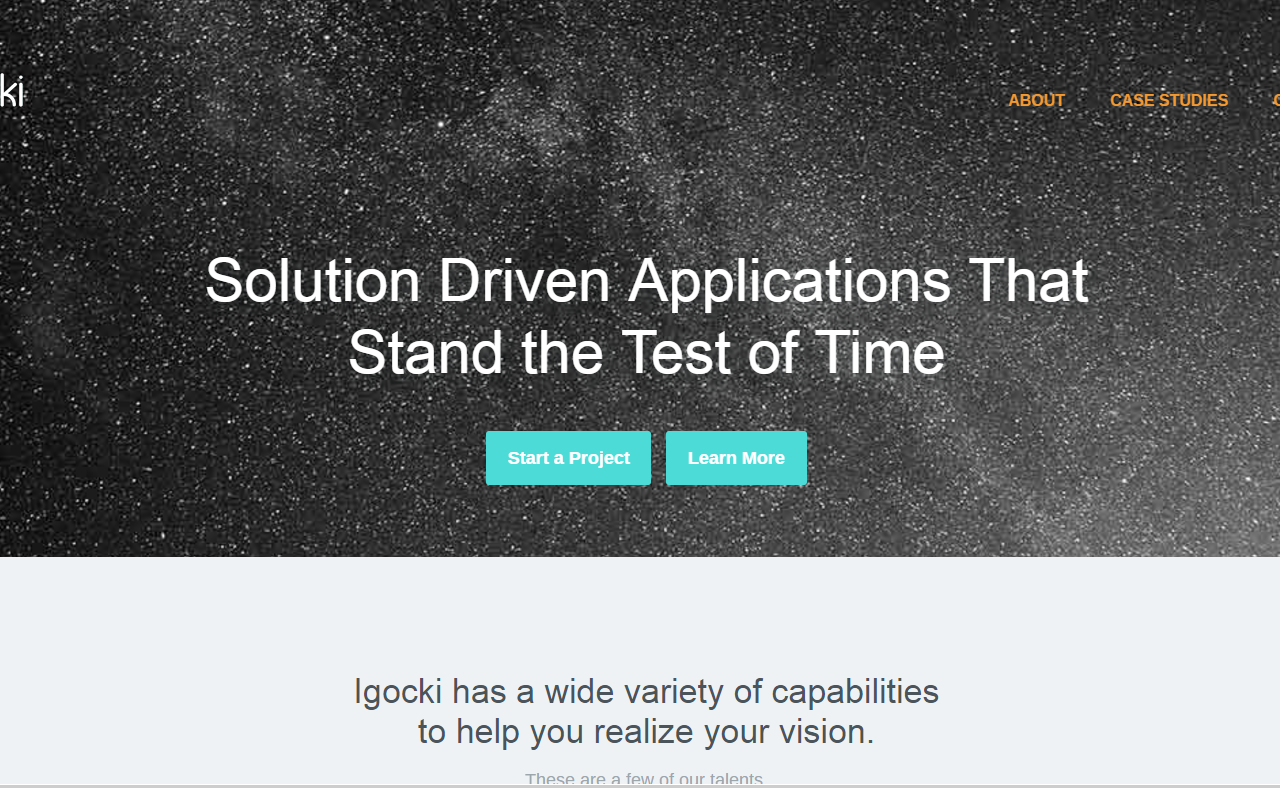 ki
ABOUT CASE STUDIES
Solution Driven Applications That
Stand the Test of Time
Start a Project Learn More
Igocki has a wide variety of capabilities
to help you realize your vision.
These are a few of our talents